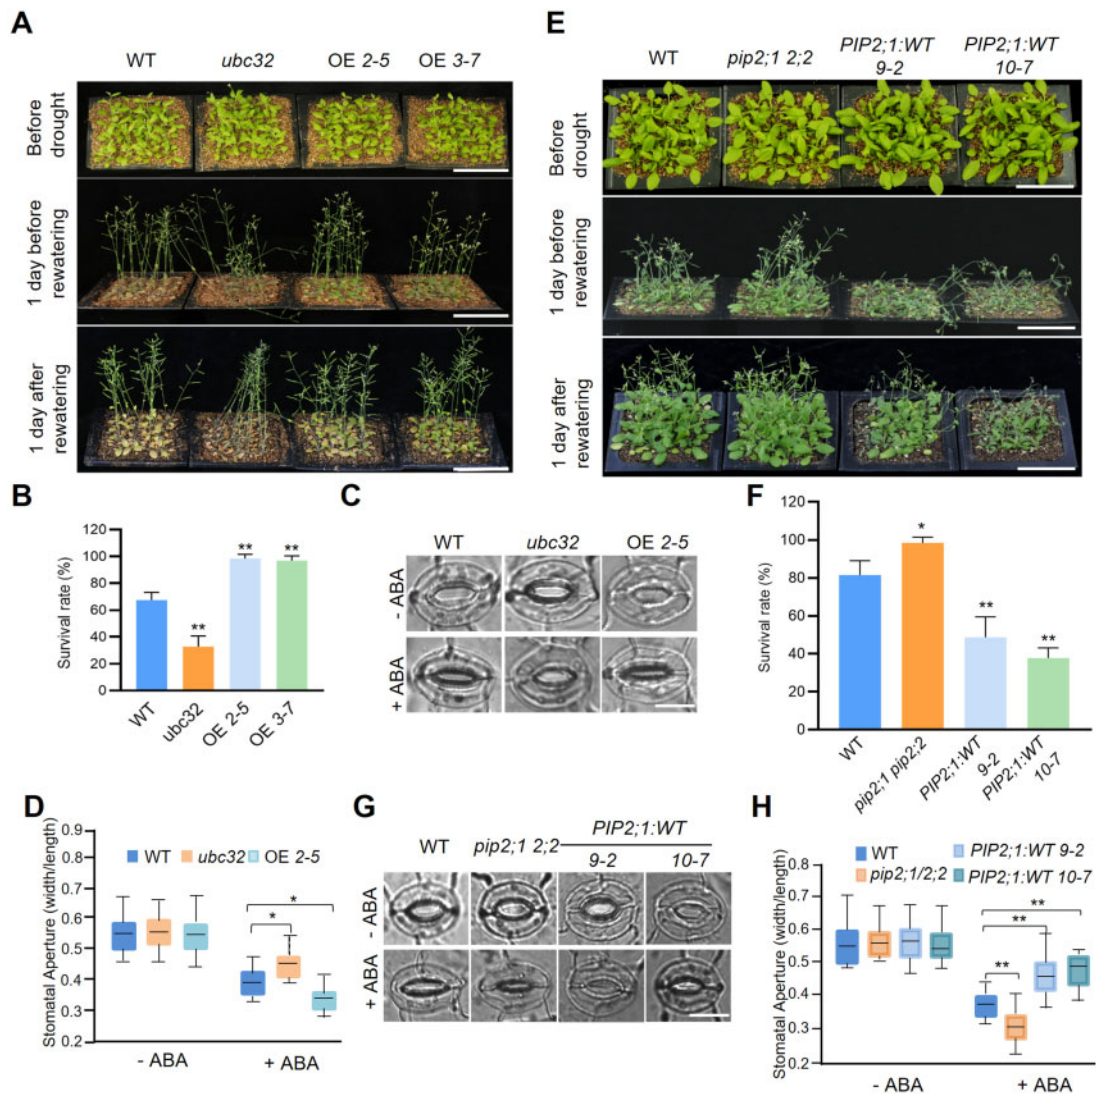 A
WT ubc32 OE 2-5 OE 3-7
Before
drought
1 day before
rewatering
1 day after
rewatering
E
WT pip2;1 2;2 PIP2;1:WT
9-2 PIP2;1:WT
10-7
Before
drought
1 day before
rewatering
1 day after
rewatering
B
Survival rate (%)
120
100
80
60
40
20
0
** ** **
WT ubc32 OE 2-5 OE 3-7
C
WT ubc32 OE 2-5
- ABA
+ ABA
F
Survival rate (%)
120
100
80
60
40
20
0
* ** **
WT
pip2;1 pip2;2
PIP2;1:WT
9-2
PIP2;1:WT
10-7
D
Stomatal Aperture (width/length)
0.9
0.8
0.7
0.6
0.5
0.4
0.3
0.2
WT ubc32 OE 2-5
* *
- ABA + ABA
G
WT pip2;1 2;2 PIP2;1:WT
9-2 10-7
- ABA
+ ABA
H
Stomatal Aperture (width/length)
0.8
0.7
0.6
0.5
0.4
0.3
0.2
WT PIP2;1:WT 9-2
pip2;1/2;2 PIP2;1:WT 10-7
**
**
**
- ABA + ABA